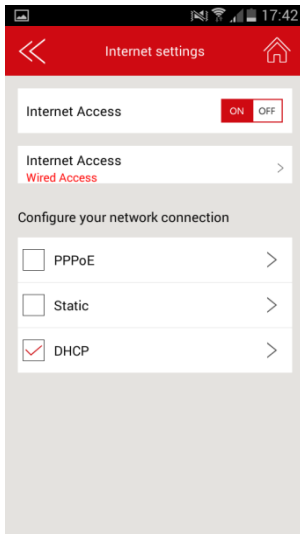 17:42
Internet settings
Internet Access ON OFF
Internet Access
Wired Access
Configure your network connection
PPPoE
Static
DHCP